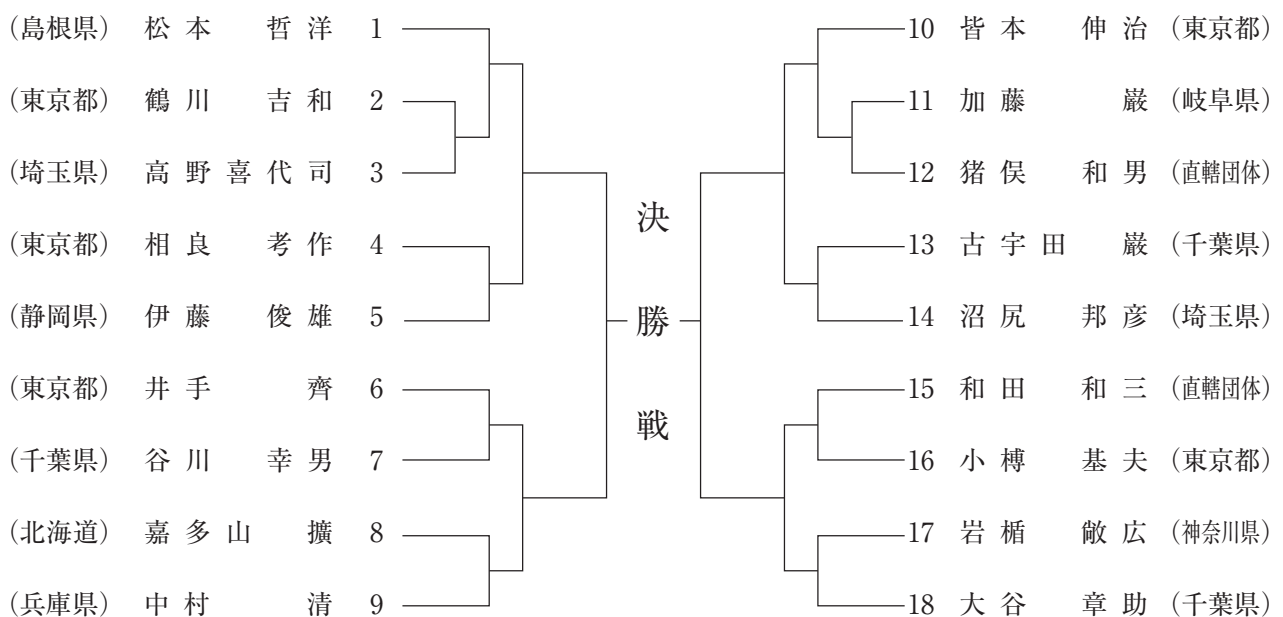 （島根県） 松本 哲洋 1
（東京都） 鶴川 吉和 2
（埼玉県） 高野喜代司 3
（東京都） 相良 考作 4
（静岡県） 伊藤 俊雄 5
（東京都） 井手 齊 6
（千葉県） 谷川 幸男 7
（北海道） 嘉多山 擴 8
（兵庫県） 中村 清 9
決勝戦
10 皆本 伸治 （東京都）
11 加藤 巌 （岐阜県）
12 猪俣 和男 （直轄団体）
13 古宇田 巌 （千葉県）
14 沼尻 邦彦 （埼玉県）
15 和田 和三 （直轄団体）
16 小榑 基夫 （東京都）
17 岩楯 敞広 （神奈川県）
18 大谷 章助 （千葉県）